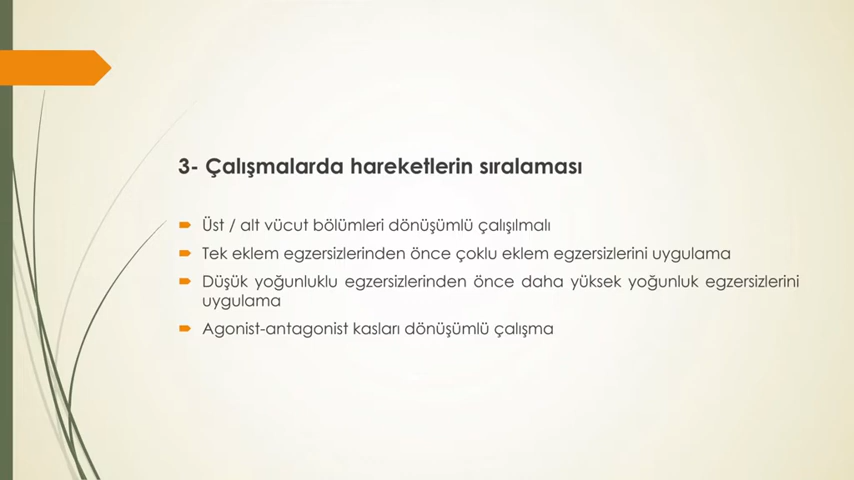 3- Çalışmalarda hareketlerin sıralaması
Üst / alt vücut bölümleri dönüşümlü çalışılmalı
Tek eklem egzersizlerinden önce çoklu eklem egzersizlerini uygulama
Düşük yoğunluklu egzersizlerinden önce daha yüksek yoğunluk egzersizlerini
uygulama
Agonist-antagonist kasları dönüşümlü çalışma